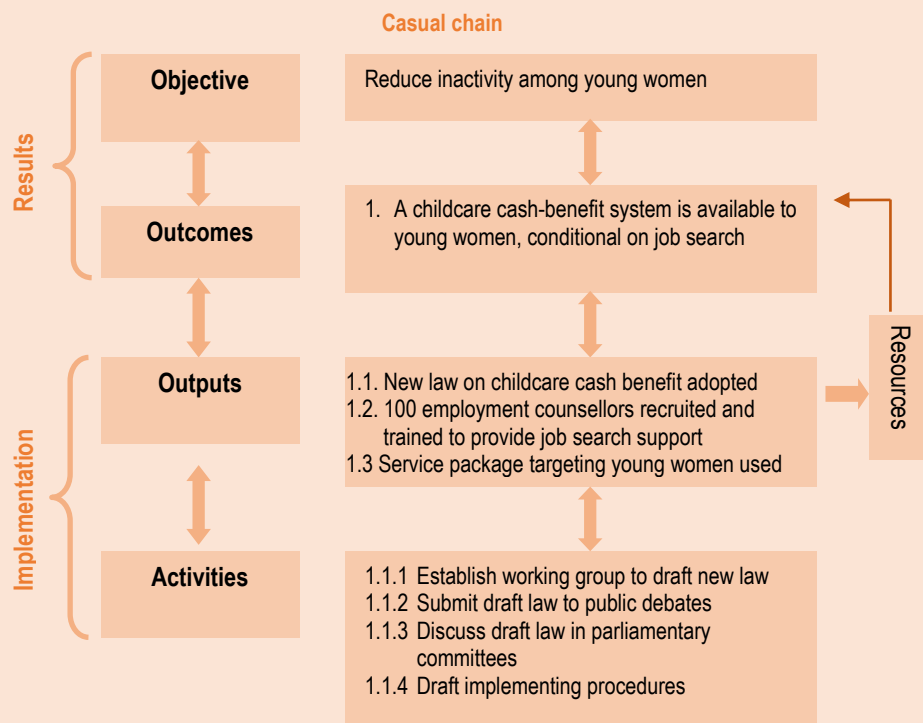 Casual chain
Results
Objective
Reduce inactivity among young women
Outcomes
1. A childcare cash-benefit system is available to
young women, conditional on job search
Resources
Implementation
Outputs
1.1. New law on childcare cash benefit adopted
1.2. 100 employment counsellors recruited and
trained to provide job search support
1.3 Service package targeting young women used
Activities
1.1.1 Establish working group to draft new law
1.1.2 Submit draft law to public debates
1.1.3 Discuss draft law in parliamentary
committees
1.1.4 Draft implementing procedures